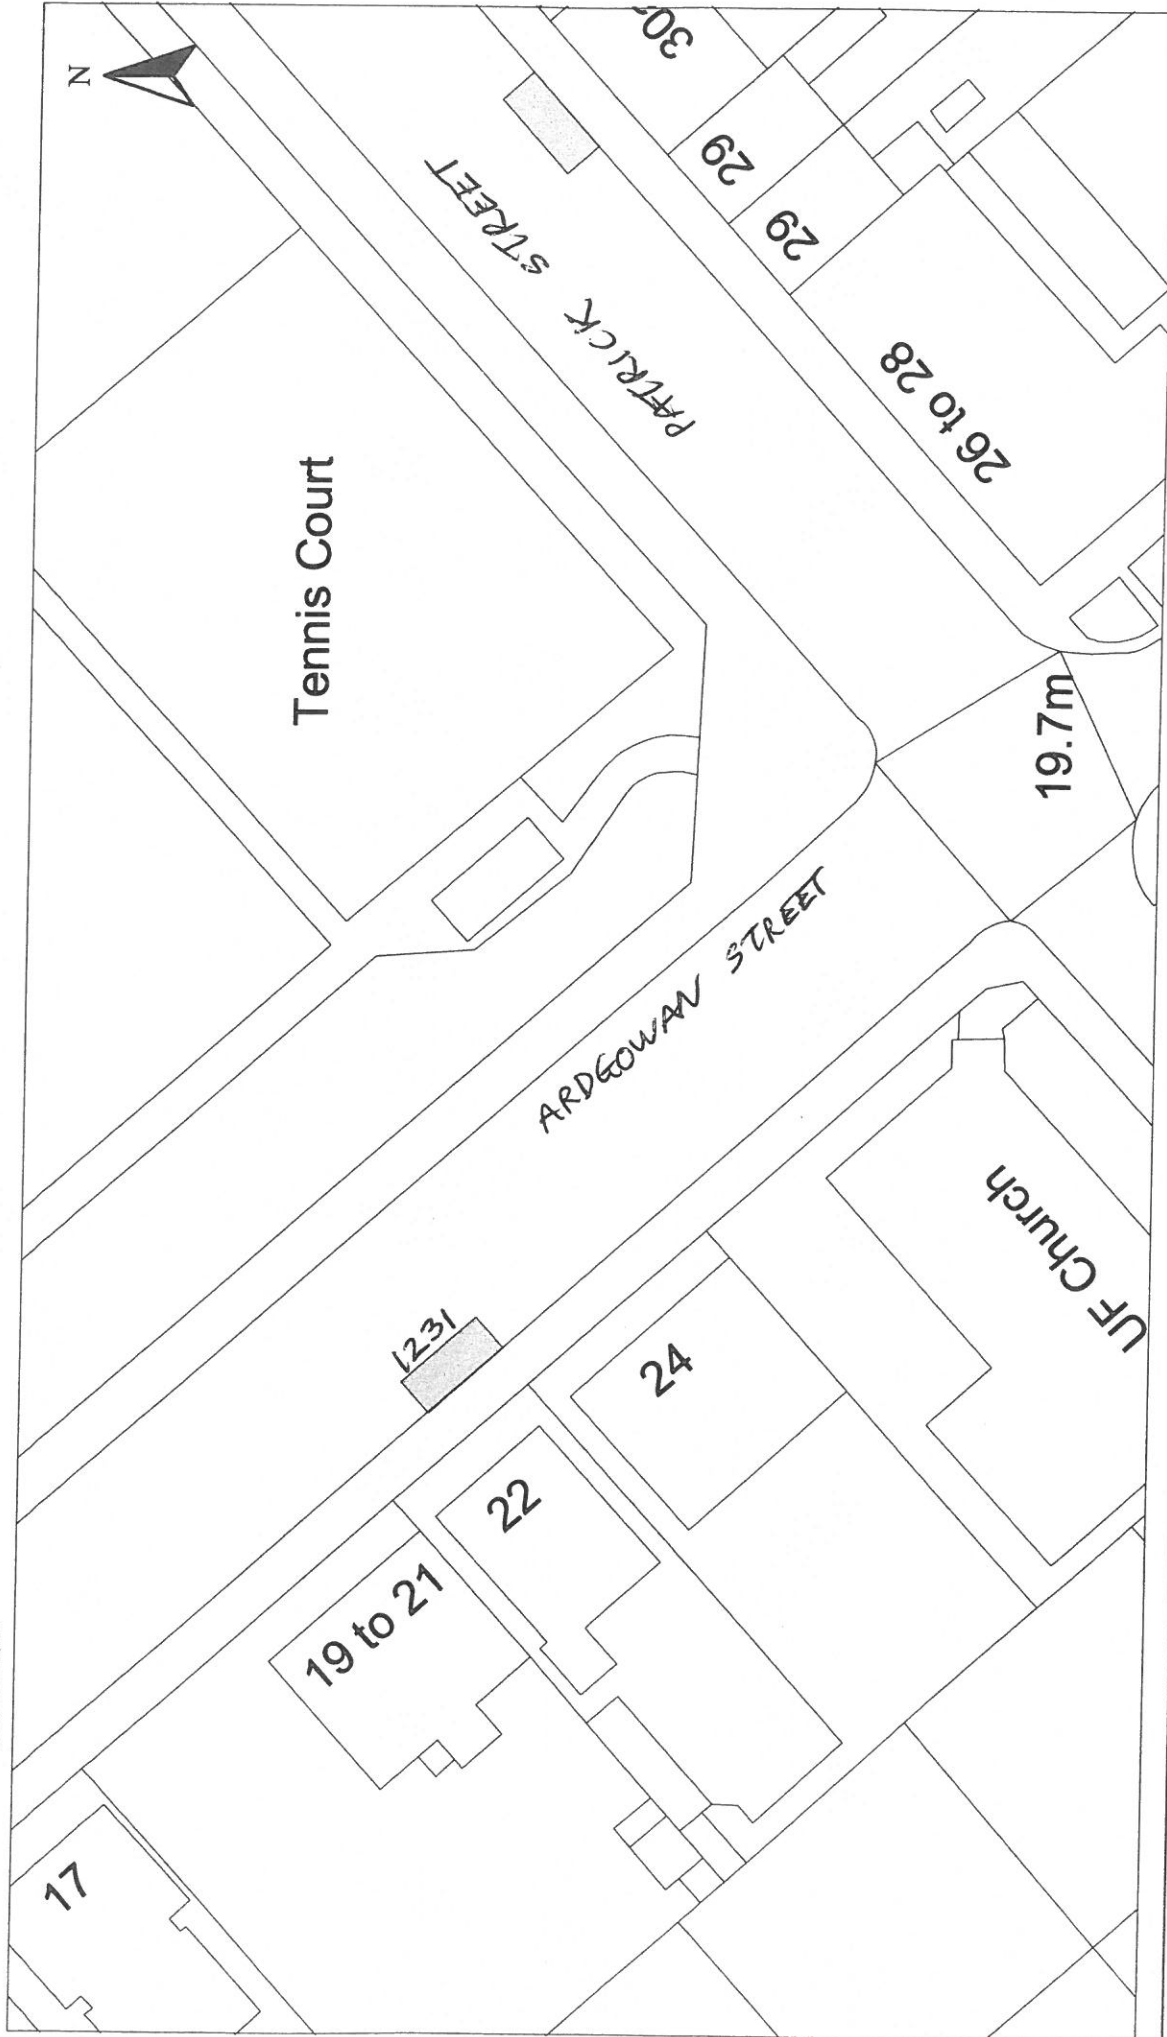 N
30
29
29
PATRICK STREET
26 to 28
Tennis Court
19.7m
ARDGOWAN STREET
UF Church
1231
24
22
19 to 21
17